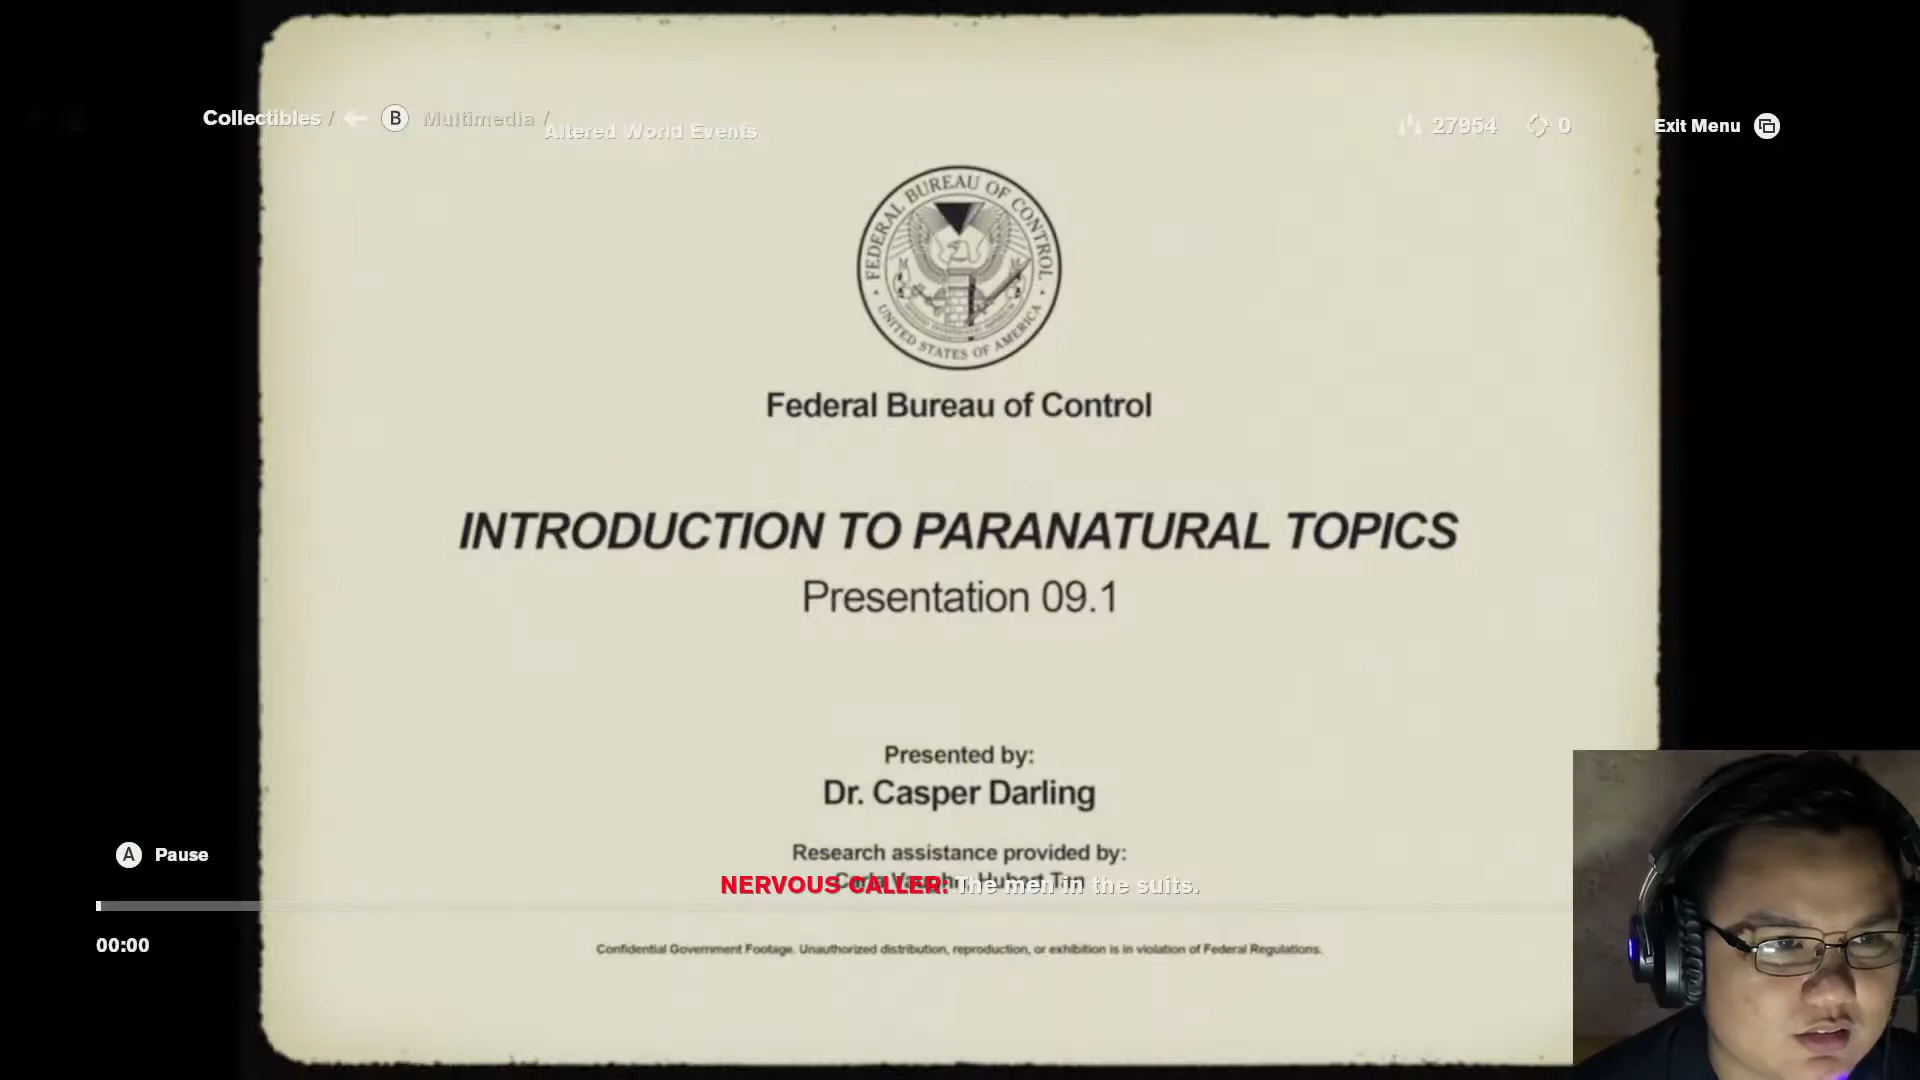 Collectibles / B Multimedia / Altered World Events
27954 0
Exit Menu
FEDERAL BUREAU OF CONTROL
UNITED STATES OF AMERICA
Federal Bureau of Control
INTRODUCTION TO PARANATURAL TOPICS
Presentation 09.1
Presented by:
Dr. Casper Darling
A Pause
Research assistance provided by:
Hubert Tan
NERVOUS CALLER: The men in the suits.
00:00
Confidential Government Footage. Unauthorized distribution, reproduction, or exhibition is in violation of Federal Regulations.